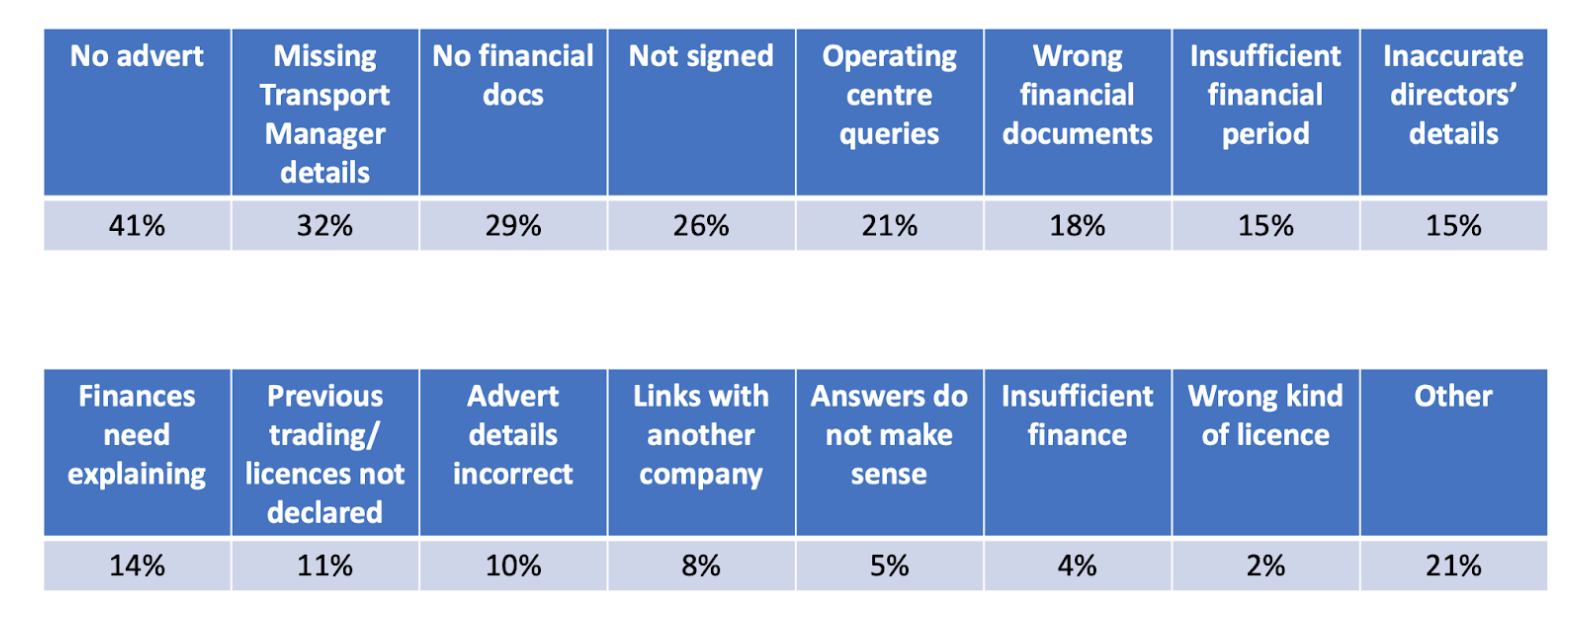 No advert
Missing
Transport
Manager
details
No financial
docs
Not signed
Operating
centre
queries
Wrong
financial
documents
Insufficient
financial
period
Inaccurate
directors’
details
41%
32%
29%
26%
21%
18%
15%
15%
Finances
need
explaining
Previous
trading/
licences not
declared
Advert
details
incorrect
Links with
another
company
Answers do
not make
sense
Insufficient
finance
Wrong kind
of licence
Other
14%
11%
10%
8%
5%
4%
2%
21%